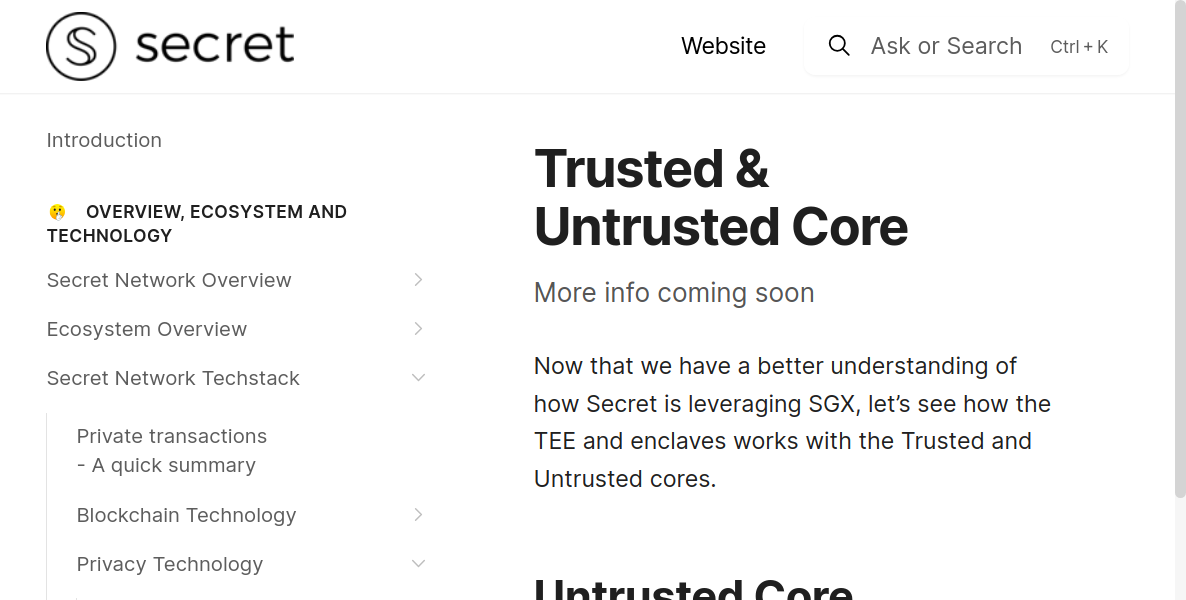 secret
Website
Ask or Search
Ctrl + K
Introduction
OVERVIEW, ECOSYSTEM AND
TECHNOLOGY
Secret Network Overview
Ecosystem Overview
Secret Network Techstack
Private transactions
- A quick summary
Blockchain Technology
Privacy Technology
Trusted &
Untrusted Core
More info coming soon
Now that we have a better understanding of
how Secret is leveraging SGX, let’s see how the
TEE and enclaves works with the Trusted and
Untrusted cores.
Untrusted Core